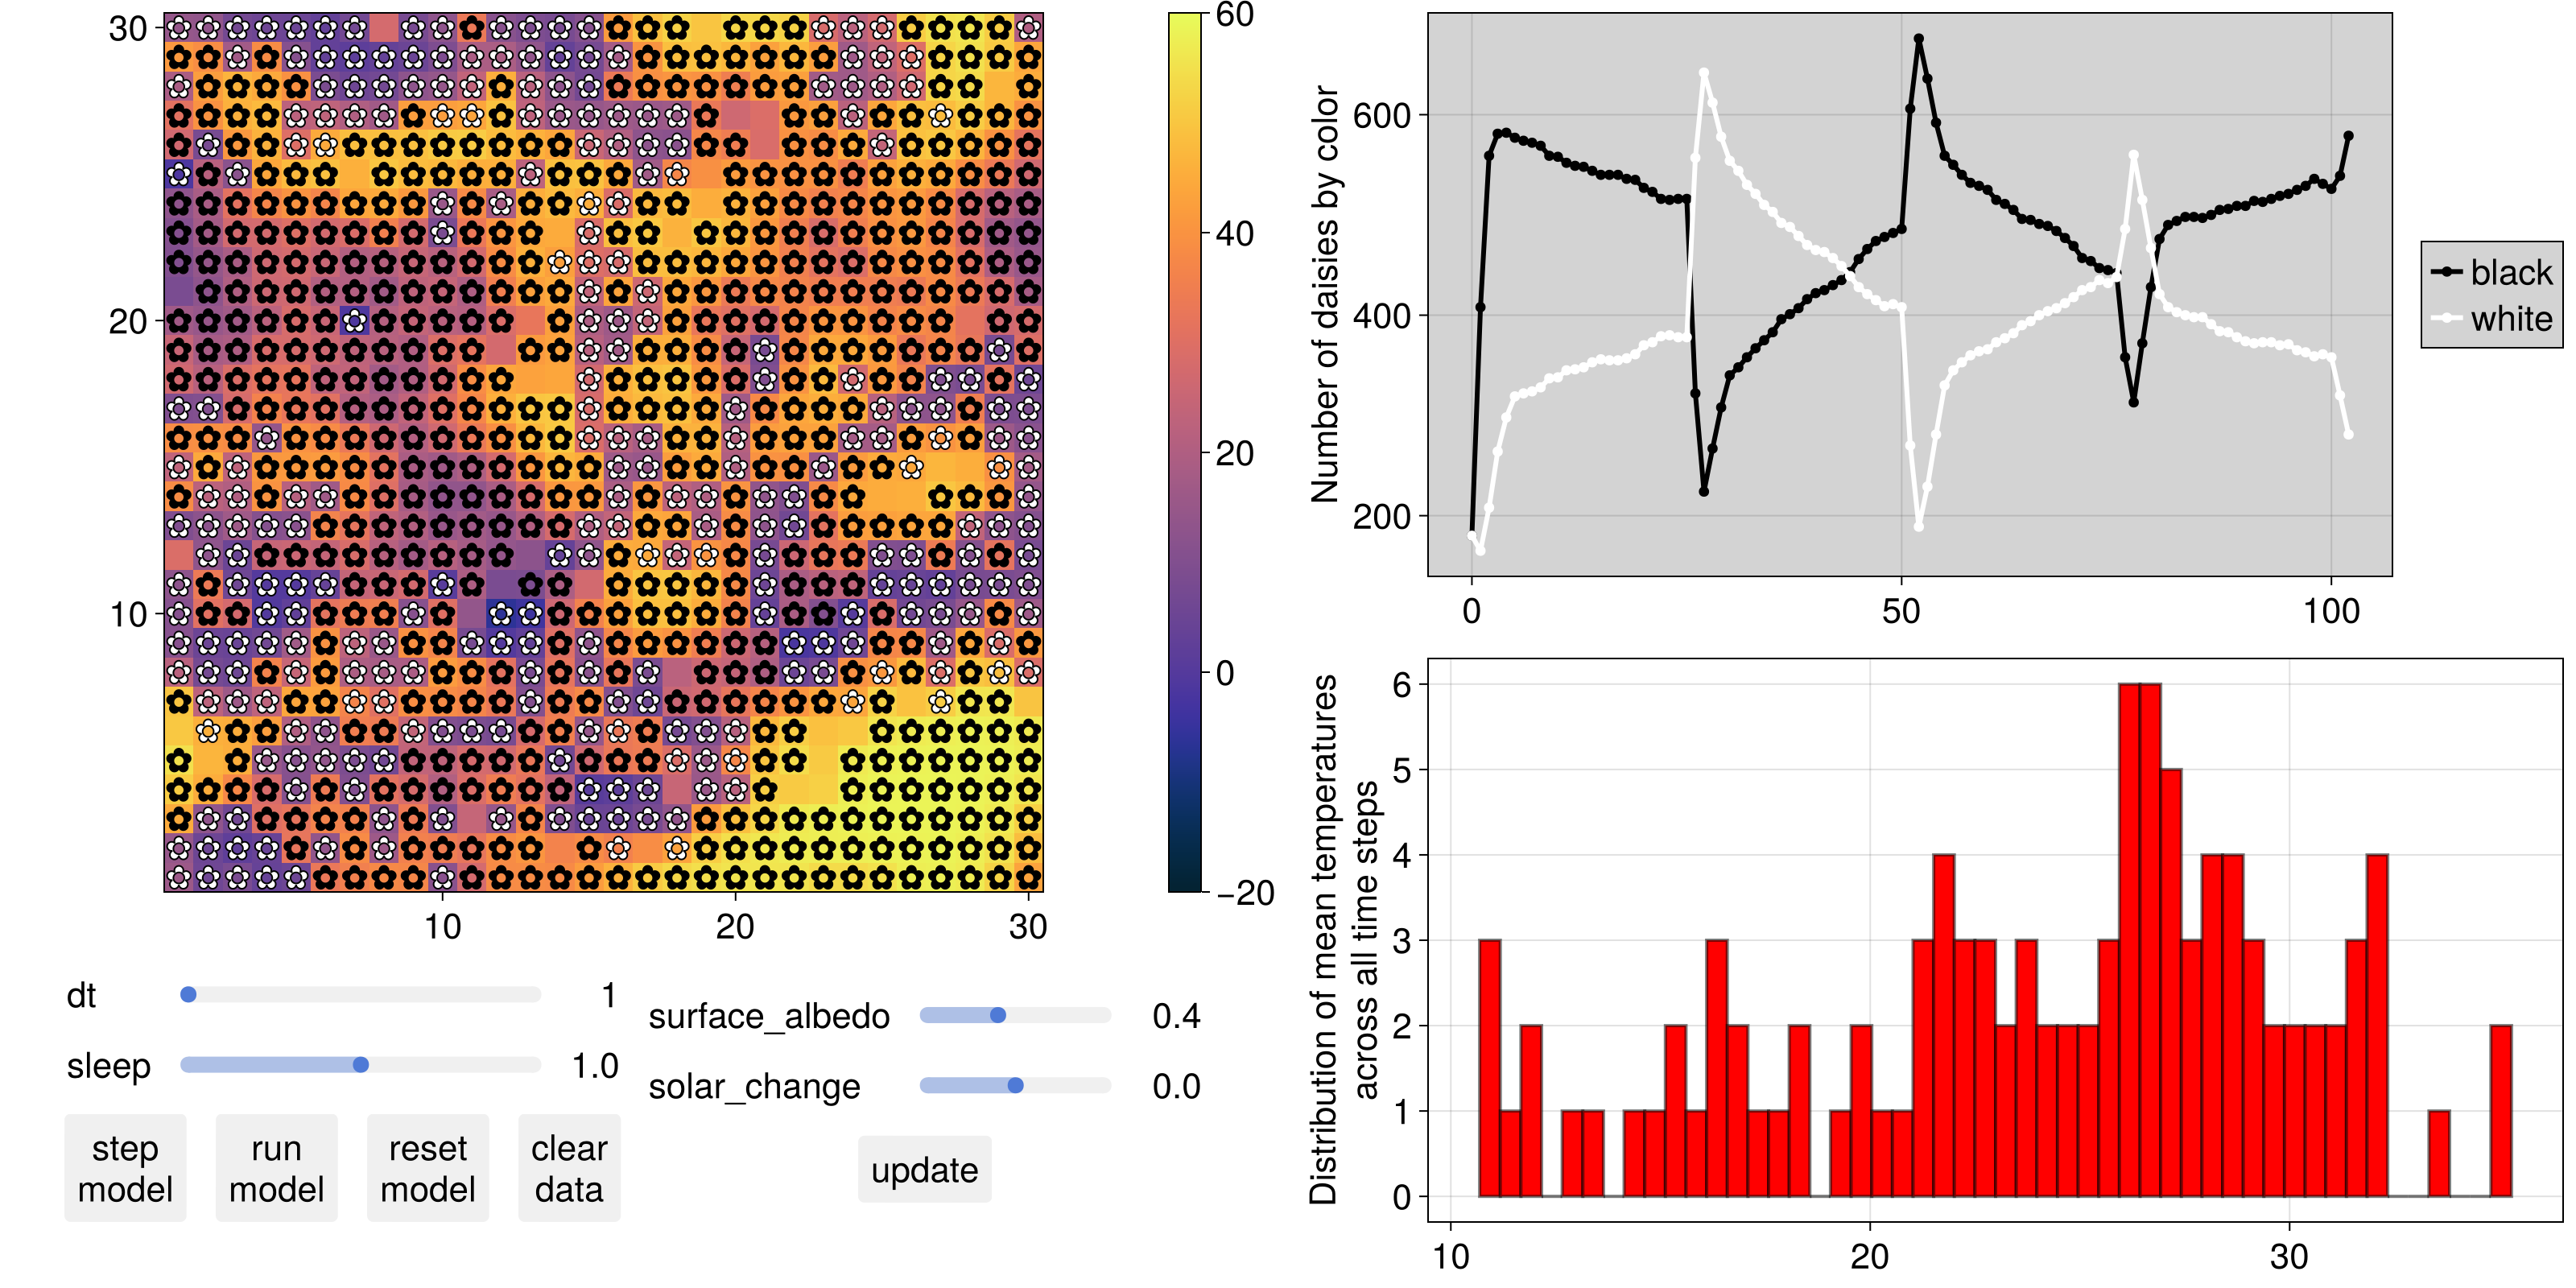 30
20
10
10
20
30
60
40
20
0
−20
Number of daisies by color
600
400
200
0
50
100
black
white
Distribution of mean temperatures
across all time steps
6
5
4
3
2
1
0
10
20
30
dt
1
sleep
1.0
surface_albedo
0.4
solar_change
0.0
step
model
run
model
reset
model
clear
data
update